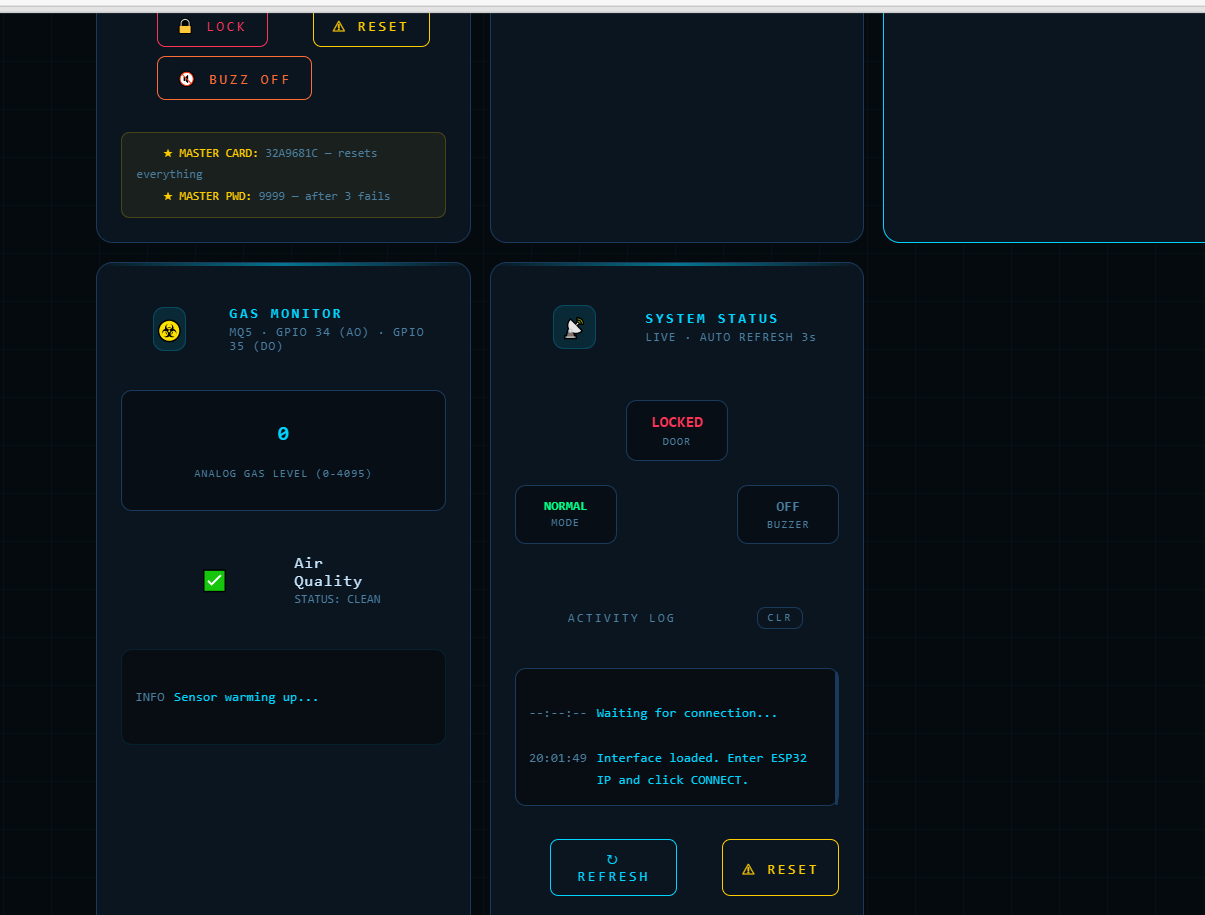 LOCK
⚠ RESET
BUZZ OFF
★ MASTER CARD: 32A9681C — resets
everything
★ MASTER PWD: 9999 — after 3 fails
GAS MONITOR
MQ5 · GPIO 34 (AO) · GPIO
35 (DO)
0
ANALOG GAS LEVEL (0-4095)
Air
Quality
STATUS: CLEAN
INFO Sensor warming up...
SYSTEM STATUS
LIVE · AUTO REFRESH 3s
LOCKED
DOOR
NORMAL
MODE
OFF
BUZZER
ACTIVITY LOG
CLR
--:--:-- Waiting for connection...
20:01:49 Interface loaded. Enter ESP32
IP and click CONNECT.
↻
REFRESH
⚠ RESET